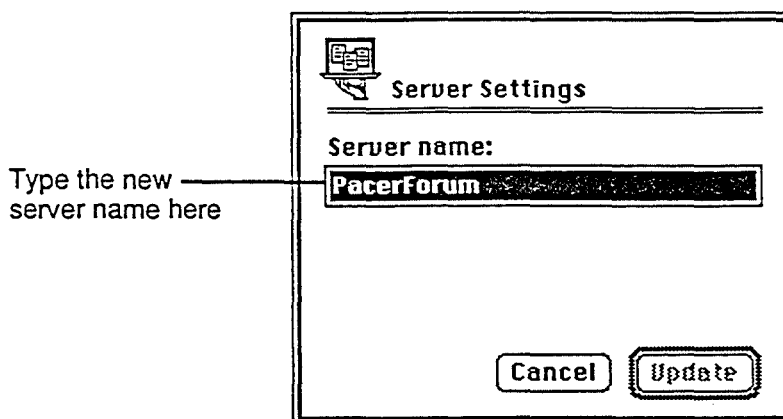 Server Settings
Server name:
Type the new
server name here
PacerForum
Cancel
Update